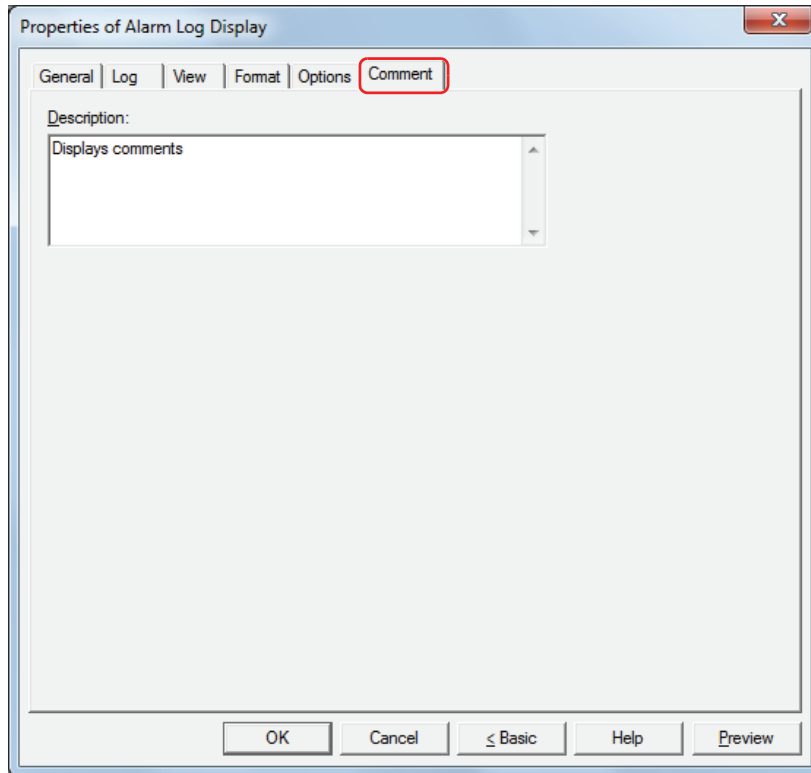 Properties of Alarm Log Display
General Log View Format Options Comment
Description:
Displays comments
OK Cancel < Basic Help Preview